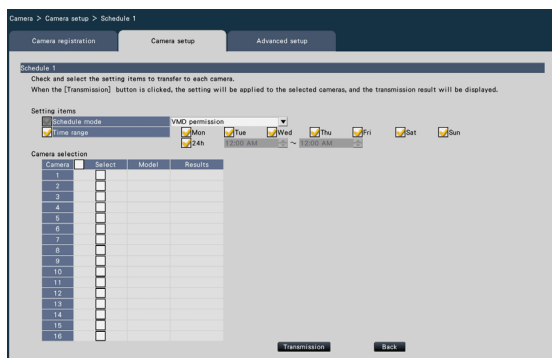 Camera > Camera setup > Schedule 1
Camera registration Camera setup Advanced setup
Schedule 1
Check and select the setting items to transfer to each camera.
When the [Transmission] button is clicked, the setting will be applied to the selected cameras, and the transmission result will be displayed.
Setting items
Schedule mode VMD permission
Time range Mon Tue Wed Thu Fri Sat Sun
24h 12:00 AM ~ 12:00 AM
Camera selection
Camera Select Model Results
1
2
3
4
5
6
7
8
9
10
11
12
13
14
15
16
Transmission Back